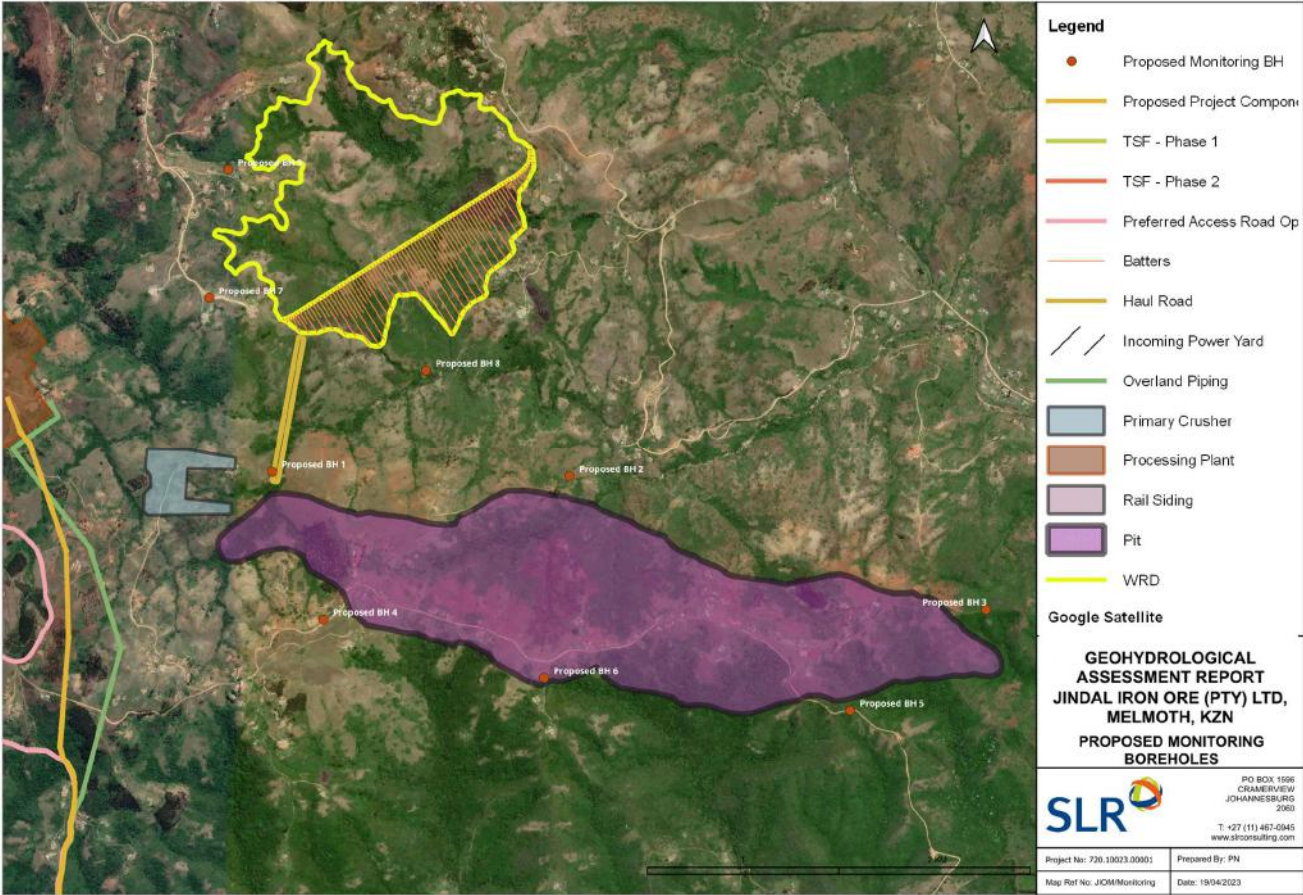 Proposed BH 7
Proposed BH 8
Proposed BH 1
Proposed BH 2
Proposed BH 3
Proposed BH 4
Proposed BH 6
Proposed BH 5
Legend
Proposed Monitoring BH
Proposed Project Compon
TSF - Phase 1
TSF - Phase 2
Preferred Access Road Op
Batters
Haul Road
Incoming Power Yard
Overland Piping
Primary Crusher
Processing Plant
Rail Siding
Pit
WRD
Google Satellite
GEOHYDROLOGICAL
ASSESSMENT REPORT
JINDAL IRON ORE (PTY) LTD,
MELMOTH, KZN
PROPOSED MONITORING
BOREHOLES
SLR
PO BOX 1596
CRAMERVIEW
JOHANNESBURG
2060
T: +27 (11) 467-0945
www.slrconsulting.com
Project No: 720.10023.00001
Prepared By: PN
Map Ref No: JIOM/Monitoring
Date: 19/04/2023